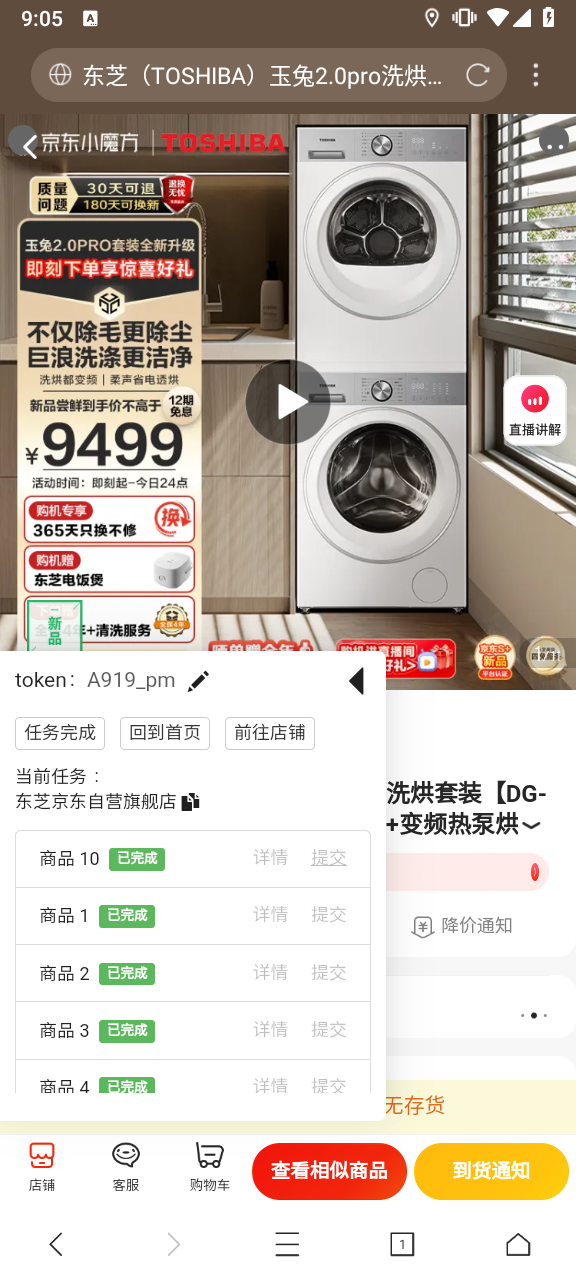 9:05
A
东芝（TOSHIBA）玉兔2.0pro洗烘...
京东小魔方 TOSHIBA
质量问题
30天可退
180天可换新
退换无忧
玉兔2.0PRO套装全新升级
即刻下单享惊喜好礼
不仅除毛更除尘
巨浪洗涤更洁净
洗烘都变频 | 柔声省电透烘
新品尝鲜到手价不高于
12期免息
¥9499
活动时间：即刻起-今日24点
购机专享
365天只换不修
换
购机赠
东芝电饭煲
新品
年+清洗服务
直播讲解
京东S+
新品
平台认证
token：A919_pm
任务完成
回到首页
前往店铺
当前任务：
东芝京东自营旗舰店
商品 10 已完成 详情 提交
商品 1 已完成 详情 提交
商品 2 已完成 详情 提交
商品 3 已完成 详情 提交
商品 4 已完成 详情 提交
洗烘套装【DG-
+变频热泵烘
降价通知
无存货
店铺
客服
购物车
查看相似商品
到货通知
1